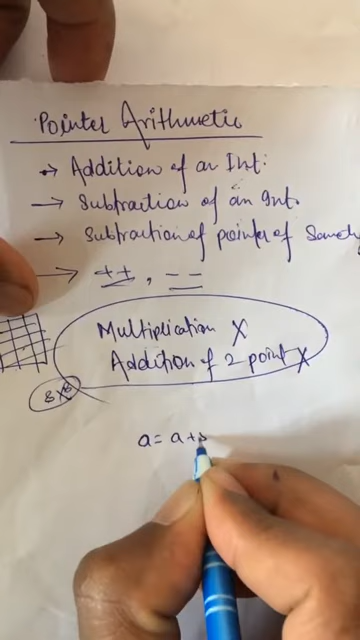 Pointer Arithmetic
→ Addition of an Int.
→ Subtraction of an Int.
→ Subtraction of pointer of Same
→ ++, --
Multiplication X
Addition of 2 point X
8x8
a = a +